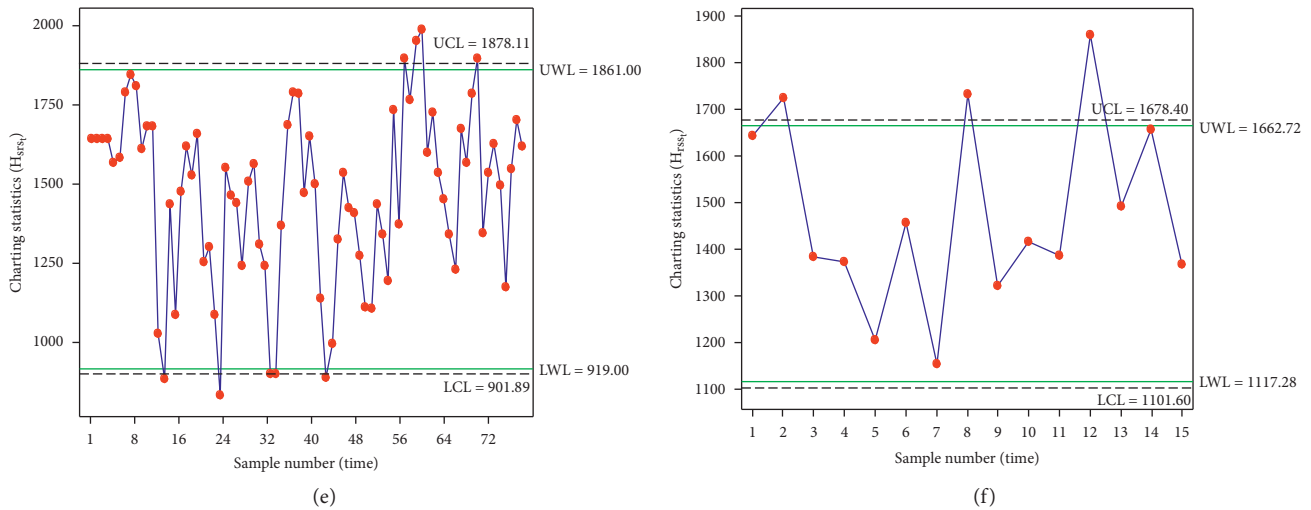 2000
1750
1500
1250
1000
Charting statistics (H_srs_t)
UCL = 1878.11
UWL = 1861.00
LWL = 919.00
LCL = 901.89
1 8 16 24 32 40 48 56 64 72
Sample number (time)
(e)
1900
1800
1700
1600
1500
1400
1300
1200
1100
Charting statistics (H_rss_t)
UCL = 1678.40
UWL = 1662.72
LWL = 1117.28
LCL = 1101.60
1 2 3 4 5 6 7 8 9 10 11 12 13 14 15
Sample number (time)
(f)